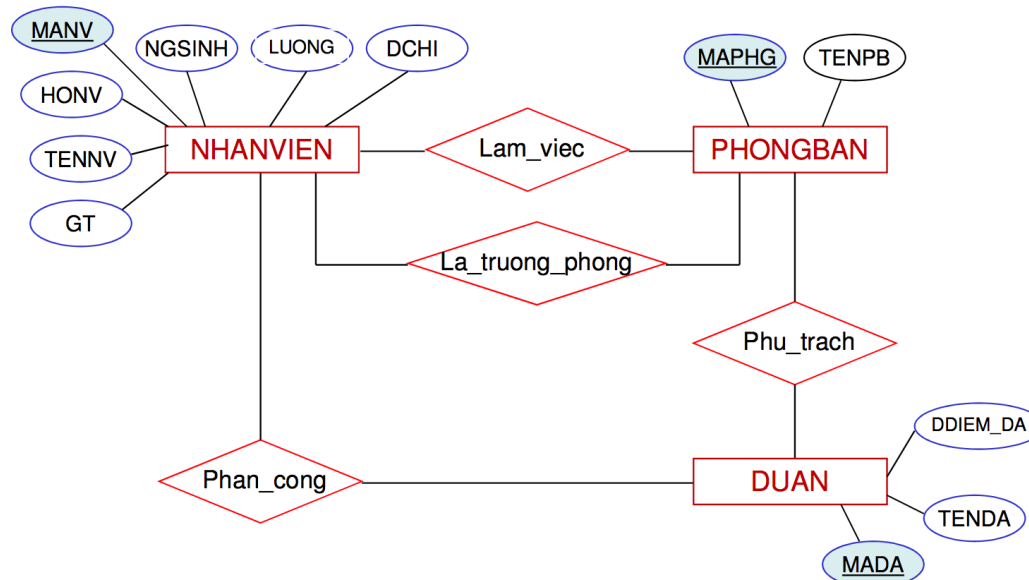 MANV
NGSINH
LUONG
DCHI
HONV
TENNV
GT
NHANVIEN
Lam_viec
MAPHG
TENPB
PHONGBAN
La_truong_phong
Phu_trach
Phan_cong
DUAN
DDIEM_DA
TENDA
MADA